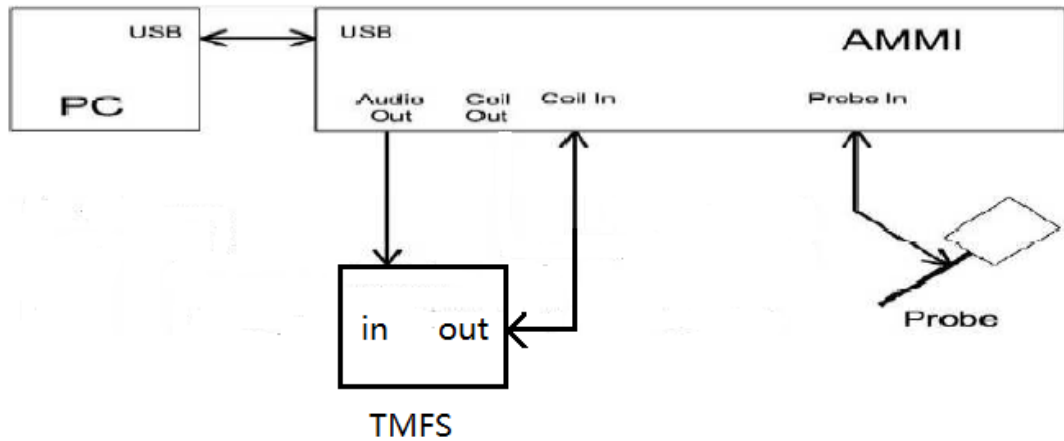 USB
USB
AMMI
PC
Audio
Out
Coil
Out
Coil In
Probe In
in
out
Probe
TMFS